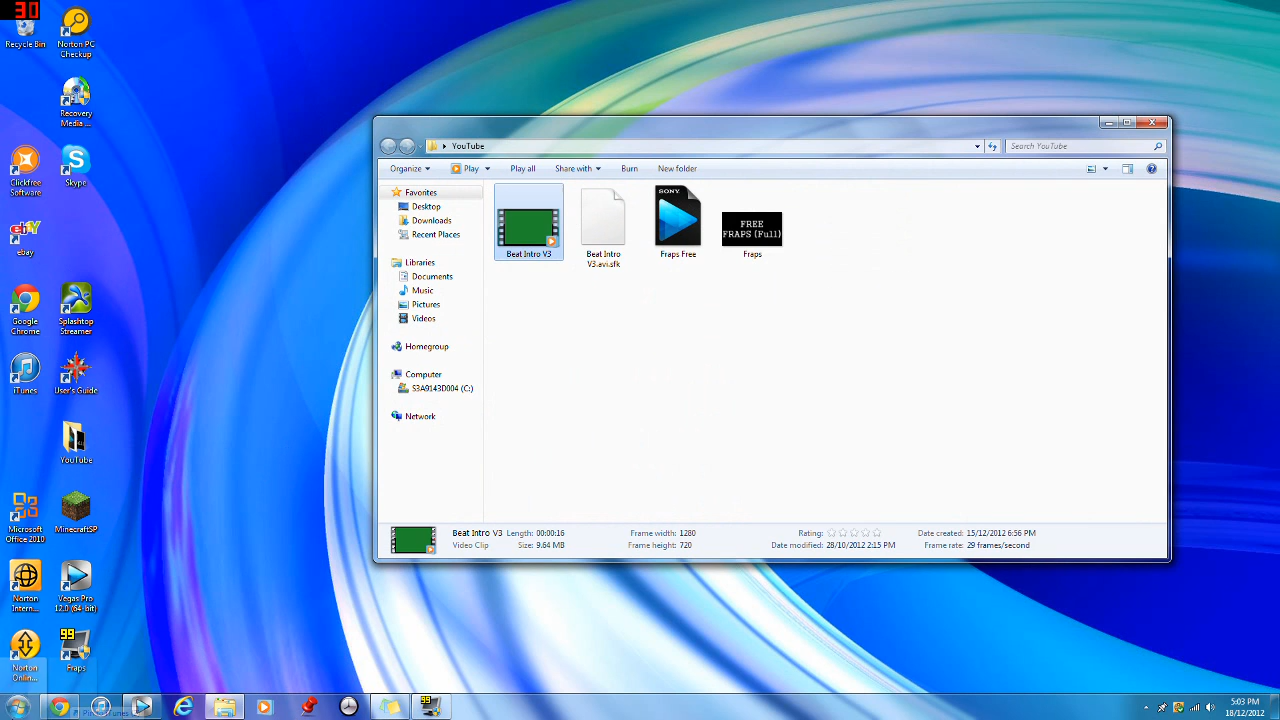 30
Recycle Bin
Norton PC
Checkup
Recovery
Media ...
Clickfree
Software
Skype
ebay
Google
Chrome
Splashtop
Streamer
iTunes
User's Guide
YouTube
Microsoft
Office 2010
MinecraftSP
Norton
Intern...
Vegas Pro
12.0 (64-bit)
Norton
Onlin...
99
Fraps
YouTube
Search YouTube
Organize
Play
Play all
Share with
Burn
New folder
Favorites
Desktop
Downloads
Recent Places
Libraries
Documents
Music
Pictures
Videos
Homegroup
Computer
S3A9143D004 (C:)
Network
Beat Intro V3
Beat Intro
V3.avi.sfk
SONY
Fraps Free
FREE
FRAPS (Full)
Fraps
Beat Intro V3 Length: 00:00:16 Frame width: 1280 Rating: Date created: 15/12/2012 6:56 PM
Video Clip Size: 9.64 MB Frame height: 720 Date modified: 28/10/2012 2:15 PM Frame rate: 29 frames/second
99
5:03 PM
18/12/2012